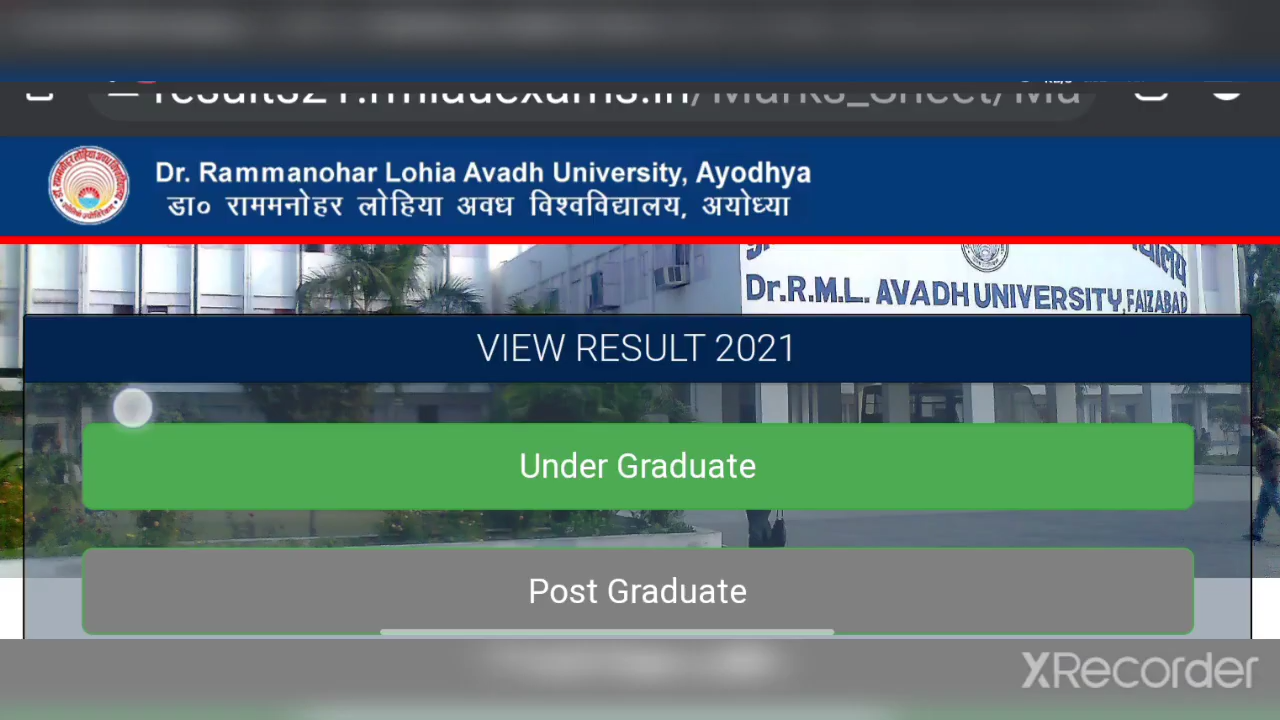 Dr. Rammanohar Lohia Avadh University, Ayodhya
डा० राममनोहर लोहिया अवध विश्वविद्यालय, अयोध्या
Dr.R.M.L. AVADH UNIVERSITY, FAIZABAD
VIEW RESULT 2021
Under Graduate
Post Graduate
XRecorder